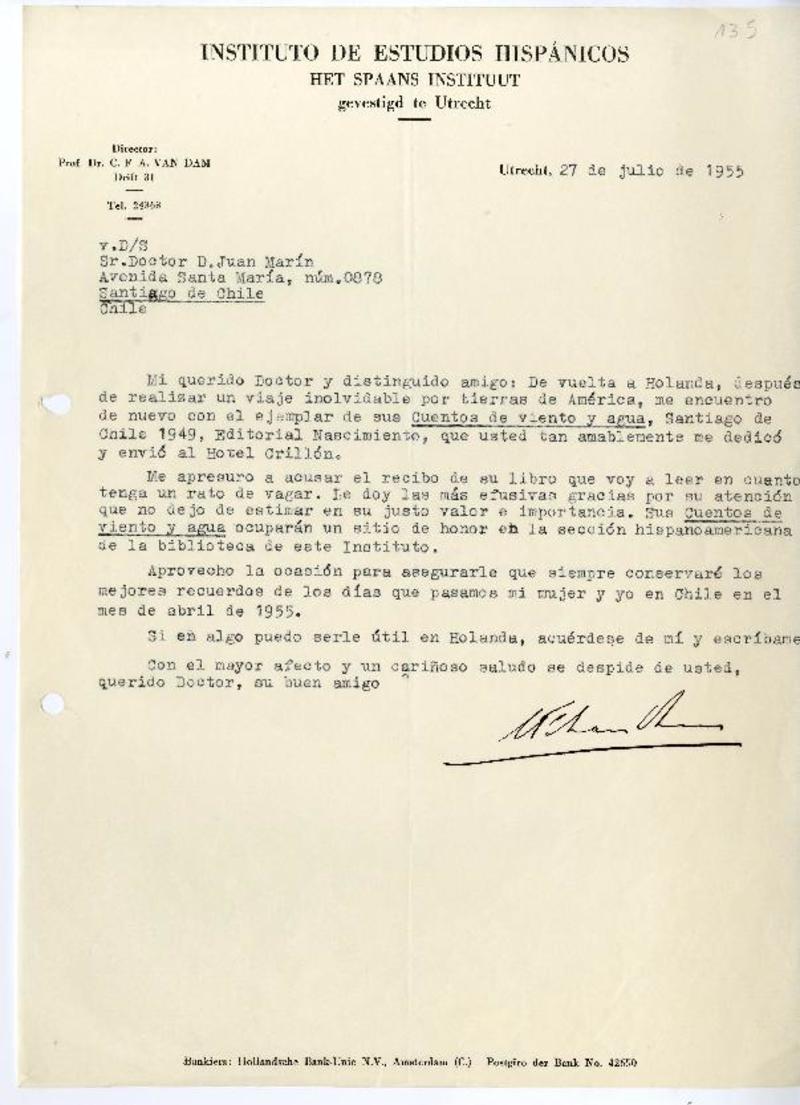 135
INSTITUTO DE ESTUDIOS HISPÁNICOS
HET SPAANS INSTITUUT
gevestigd te Utrecht
Director:
Prof. Dr. C. F. A. VAN DAM
Drift 31
Tel.
Utrecht, 27 de julio de 1955
v.D/S
Sr.Doctor D.Juan Marín
Avenida Santa María, núm.0878
Santiago de Chile
Chile
Mi querido Doctor y distinguido amigo: De vuelta a Holanda, después
de realizar un viaje inolvidable por tierras de América, me encuentro
de nuevo con el ejemplar de sus Cuentos de viento y agua, Santiago de
Chile 1949, Editorial Nascimiento, que usted tan amablemente me dedicó
y envió al Hotel Crillón.
Me apresuro a acusar el recibo de su libro que voy a leer en cuanto
tenga un rato de vagar. Le doy las más efusivas gracias por su atención
que no dejo de estimar en su justo valor e importancia. Sus Cuentos de
viento y agua ocuparán un sitio de honor en la sección hispanoamericana
de la biblioteca de este Instituto.
Aprovecho la ocasión para asegurarle que siempre conservaré los
mejores recuerdos de los días que pasamos mi mujer y yo en Chile en el
mes de abril de 1955.
Si en algo puedo serle útil en Holanda, acuérdese de mí y escríbame
Con el mayor afecto y un cariñoso saludo se despide de usted,
querido Doctor, su buen amigo
Bankiers: Hollandsche Bank-Unie N.V., Amsterdam (C.) Postgiro der Bank No. 42650